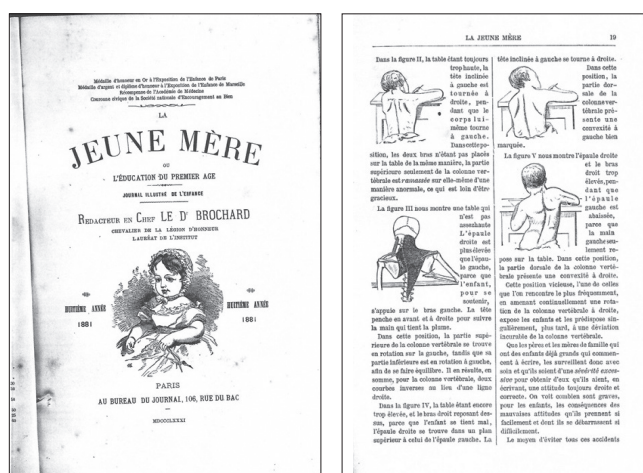 Médaille d'honneur en Or à l'Exposition de l'Enfance de Paris
Médaille d'argent et diplôme d'honneur à l'Exposition de l'Enfance de Marseille
Récompense de l'Académie de Médecine
Concours civique de la Société nationale d'Encouragement au Bien
LA
JEUNE MÈRE
OU
L'ÉDUCATION DU PREMIER AGE
JOURNAL ILLUSTRÉ DE L'ENFANCE
REDACTEUR EN CHEF LE Dr BROCHARD
CHEVALIER DE LA LÉGION D'HONNEUR
LAURÉAT DE L'INSTITUT
HUITIÈME ANNÉE
1881
HUITIÈME ANNÉE
1881
PARIS
AU BUREAU DU JOURNAL, 106, RUE DU BAC
MDCCCLXXXI
LA JEUNE MÈRE 19
Dans la figure II, la table étant toujours
trop haute, la
tête inclinée
à gauche est
tournée à
droite, pen-
dant que le
corps lui-
même tourne
à gauche.
Dans cette po-
sition, les deux bras n'étant pas placés
sur la table de la même manière, la partie
supérieure seulement de la colonne ver-
tébrale est ramassée sur elle-même d'une
manière anormale, ce qui est loin d'être
gracieux.
La figure III nous montre une table qui
n'est pas
assez haute
L'épaule
droite est
plus élevée
que l'épau-
le gauche,
parce que
l'enfant,
pour se
soutenir,
s'appuie sur le bras gauche. La tête
penche en avant et à droite pour suivre
la main qui tient la plume.
Dans cette position, la partie supé-
rieure de la colonne vertébrale se trouve
en rotation sur la gauche, tandis que sa
partie inférieure est en rotation à gauche,
afin de se faire équilibre. Il en résulte, en
somme, pour la colonne vertébrale, deux
courbes inverses au lieu d'une ligne
droite.
Dans la figure IV, la table étant encore
trop élevée, et le bras droit reposant des-
sus, parce que l'enfant se tient mal,
l'épaule droite se trouve dans un plan
supérieur à celui de l'épaule gauche. La
tête inclinée à gauche se tourne à droite.
Dans cette
position, la
partie dor-
sale de la
colonne ver-
tébrale pré-
sente une
convexité à
gauche bien
marquée.
La figure V nous montre l'épaule droite
et le bras
droit trop
élevés, pen-
dant que
l'épaule
gauche est
abaissée,
parce que
la main
gauche seu-
lement re-
pose sur la table. Dans cette position,
la partie dorsale de la colonne verté-
brale présente une convexité à droite.
Cette position vicieuse, l'une de celles
que l'on rencontre le plus fréquemment,
en amenant continuellement une rota-
tion de la colonne vertébrale à droite,
expose les enfants et les prédispose sin-
gulièrement, plus tard, à une déviation
incurable de la colonne vertébrale.
Que les pères et les mères de famille qui
ont des enfants déjà grands qui commen-
cent à écrire, les surveillent donc avec
soin et qu'ils soient d'une sévérité exces-
sive pour obtenir d'eux qu'ils aient, en
écrivant, une attitude toujours droite et
correcte. On voit combien sont graves,
pour les enfants, les conséquences des
mauvaises attitudes qu'ils prennent si
facilement et dont ils se débarrassent si
difficilement.
Le moyen d'éviter tous ces accidents